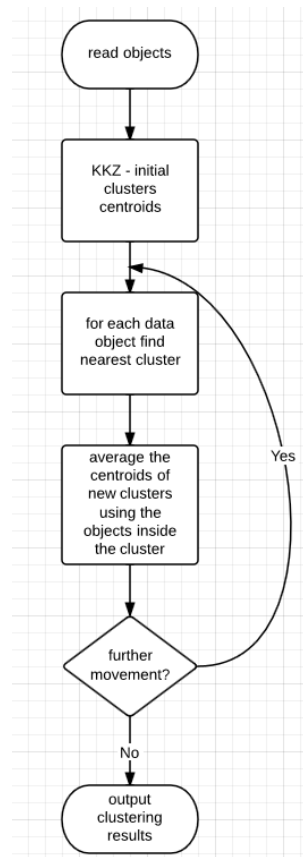 read objects
KKZ - initial
clusters
centroids
for each data
object find
nearest cluster
average the
centroids of
new clusters
using the
objects inside
the cluster
Yes
further
movement?
No
output
clustering
results